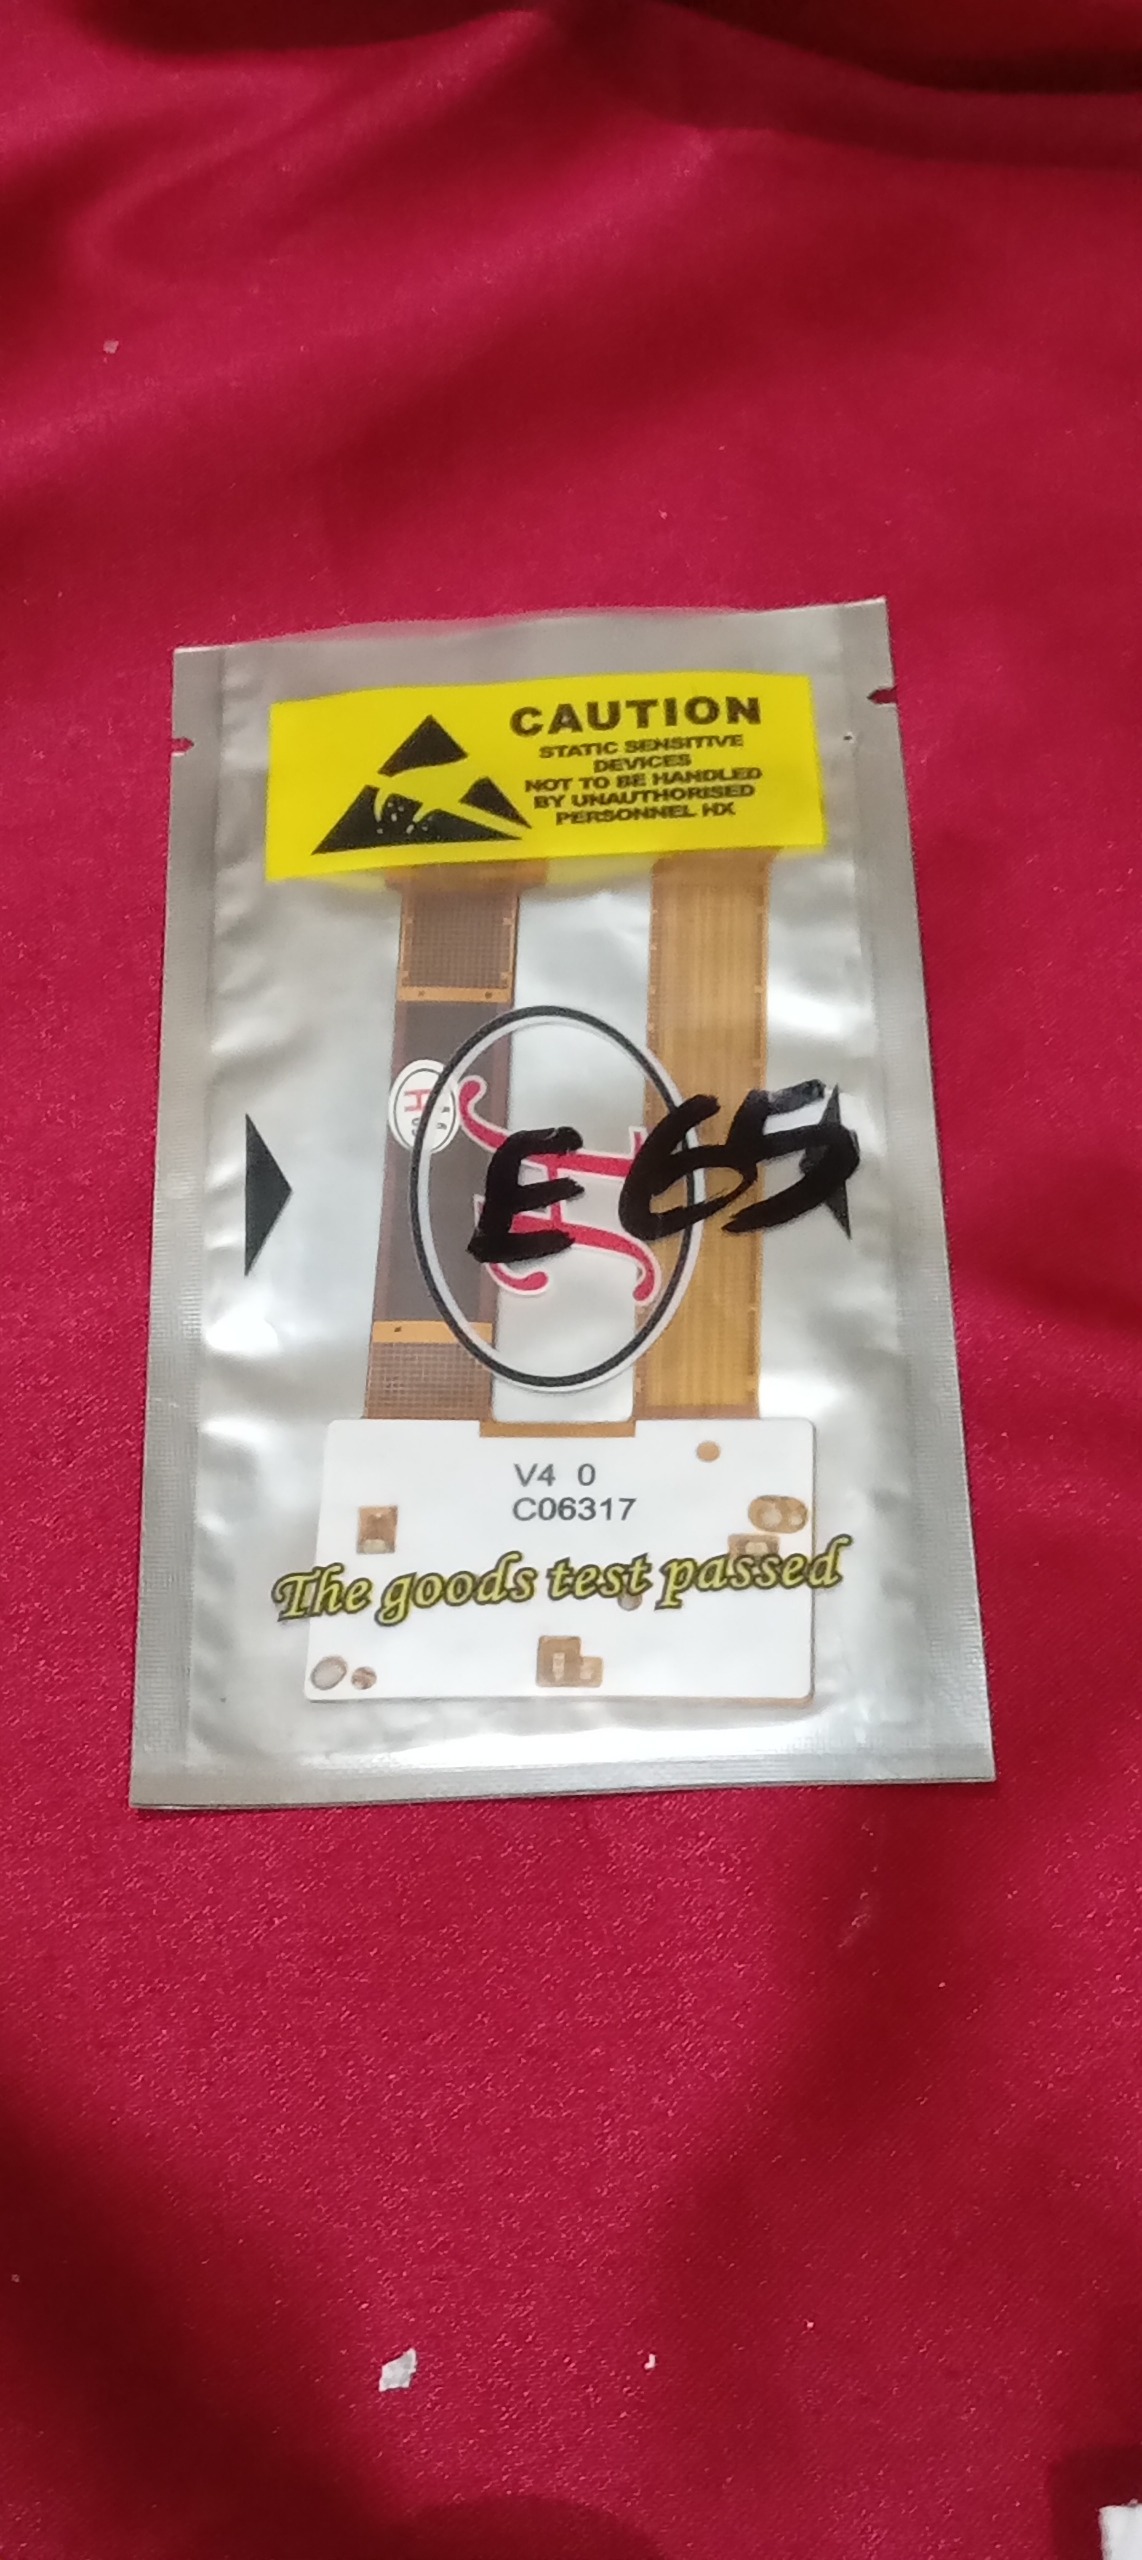 CAUTION
STATIC SENSITIVE
DEVICES
NOT TO BE HANDLED
BY UNAUTHORISED
PERSONNEL HX
H
E 65
V4 0
C06317
The goods test passed